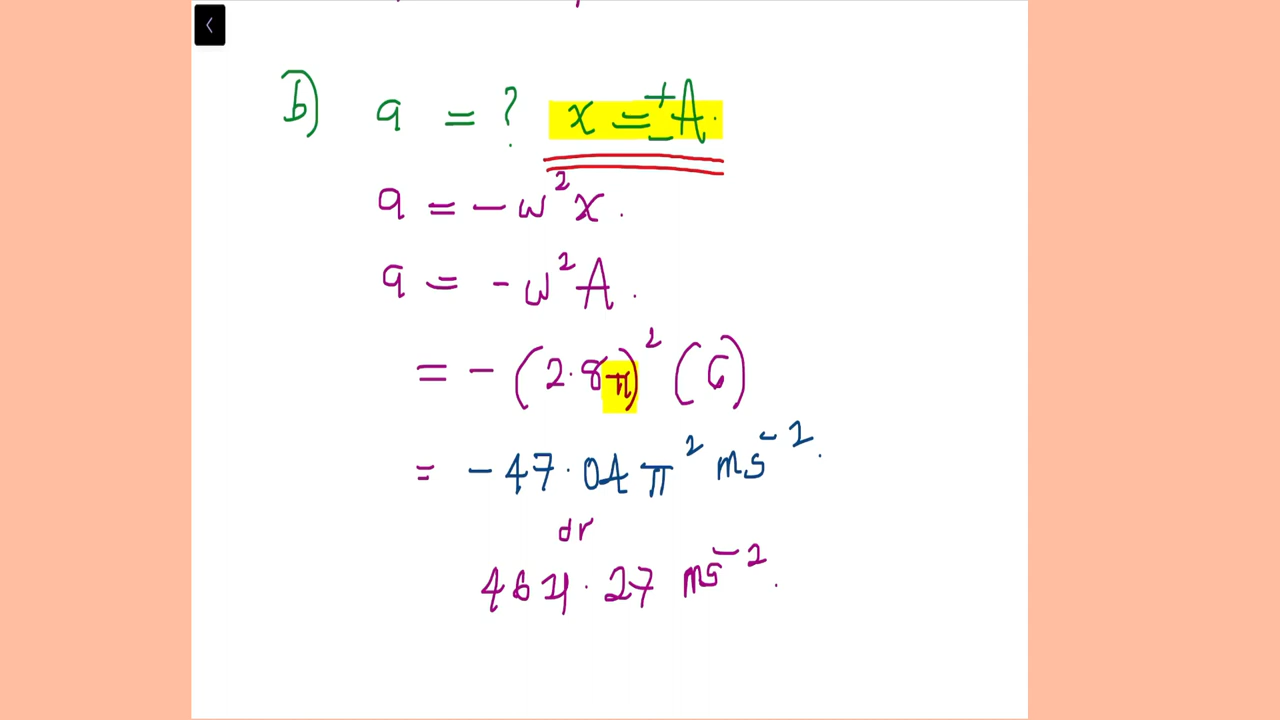 b) a = ? x = ±A.
a = -ω²x.
a = -ω²A.
= -(2.8π)² (6)
= -47.04π² ms⁻².
or
464.27 ms⁻².